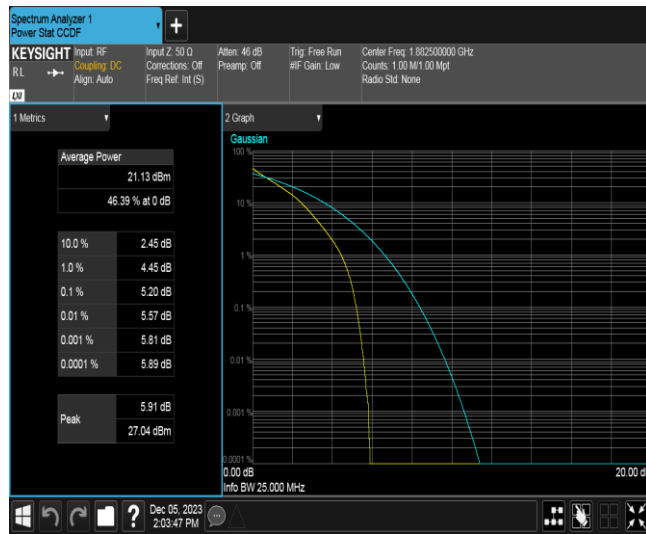 Spectrum Analyzer 1
Power Stat CCDF
+
KEYSIGHT Input: RF Input Z: 50 Ω Atten: 46 dB Trig: Free Run Center Freq: 1.882500000 GHz
RL Coupling: DC Corrections: Off Preamp: Off #IF Gain: Low Counts: 1.00 M/1.00 Mpt
Align: Auto Freq Ref: Int (S) Radio Std: None
LXI
1 Metrics
Average Power
21.13 dBm
46.39 % at 0 dB
10.0 % 2.45 dB
1.0 % 4.45 dB
0.1 % 5.20 dB
0.01 % 5.57 dB
0.001 % 5.81 dB
0.0001 % 5.89 dB
Peak 5.91 dB
27.04 dBm
2 Graph
Gaussian
100 %
10 %
1 %
0.1 %
0.01 %
0.001 %
0.0001 %
0.00 dB 20.00 d
Info BW 25.000 MHz
? Dec 05, 2023
2:03:47 PM